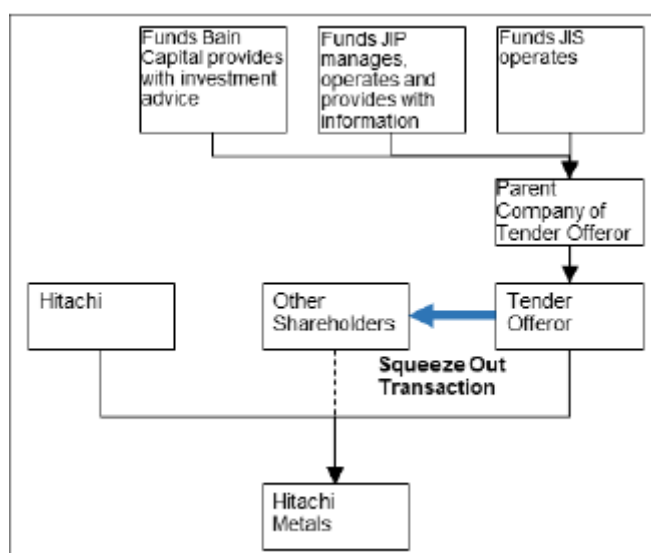 Funds Bain
Capital provides
with investment
advice
Funds JIP
manages,
operates and
provides with
information
Funds JIS
operates
Parent
Company of
Tender Offeror
Hitachi
Other
Shareholders
Tender
Offeror
Squeeze Out
Transaction
Hitachi
Metals